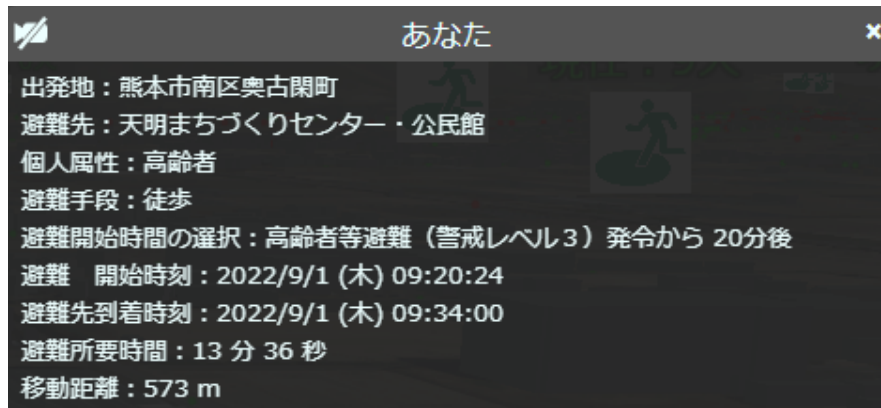 あなた
出発地：熊本市南区奥古閑町
避難先：天明まちづくりセンター・公民館
個人属性：高齢者
避難手段：徒歩
避難開始時間の選択：高齢者等避難（警戒レベル３）発令から 20分後
避難　開始時刻：2022/9/1 (木) 09:20:24
避難先到着時刻：2022/9/1 (木) 09:34:00
避難所要時間：13 分 36 秒
移動距離：573 m